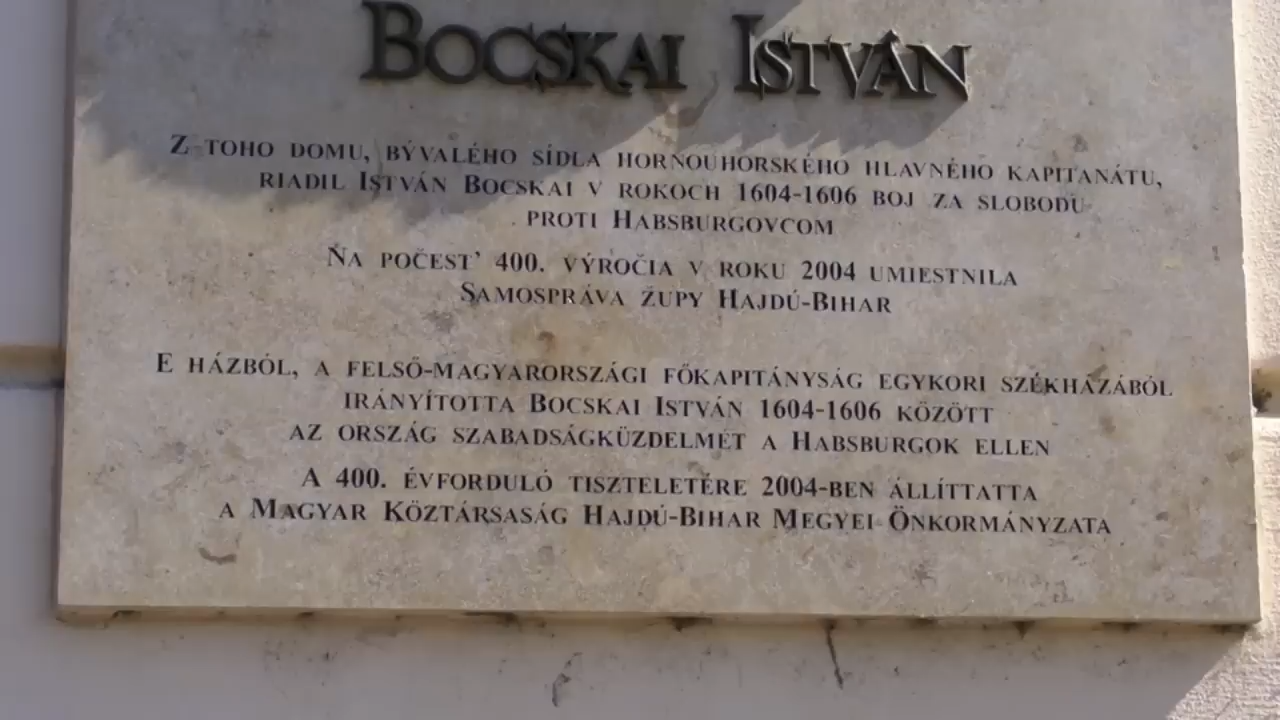 BOCSKAI ISTVÁN
Z TOHO DOMU, BÝVALÉHO SÍDLA HORNOUHORSKÉHO HLAVNÉHO KAPITANÁTU,
RIADIL ISTVÁN BOCSKAI V ROKOCH 1604-1606 BOJ ZA SLOBODU
PROTI HABSBURGOVCOM
NA POČESŤ 400. VÝROČIA V ROKU 2004 UMIESTNILA
SAMOSPRÁVA ŽUPY HAJDÚ-BIHAR
E HÁZBÓL, A FELSŐ-MAGYARORSZÁGI FŐKAPITÁNYSÁG EGYKORI SZÉKHÁZÁBÓL
IRÁNYÍTOTTA BOCSKAI ISTVÁN 1604-1606 KÖZÖTT
AZ ORSZÁG SZABADSÁGKÜZDELMÉT A HABSBURGOK ELLEN
A 400. ÉVFORDULÓ TISZTELETÉRE 2004-BEN ÁLLÍTTATTA
A MAGYAR KÖZTÁRSASÁG HAJDÚ-BIHAR MEGYEI ÖNKORMÁNYZATA